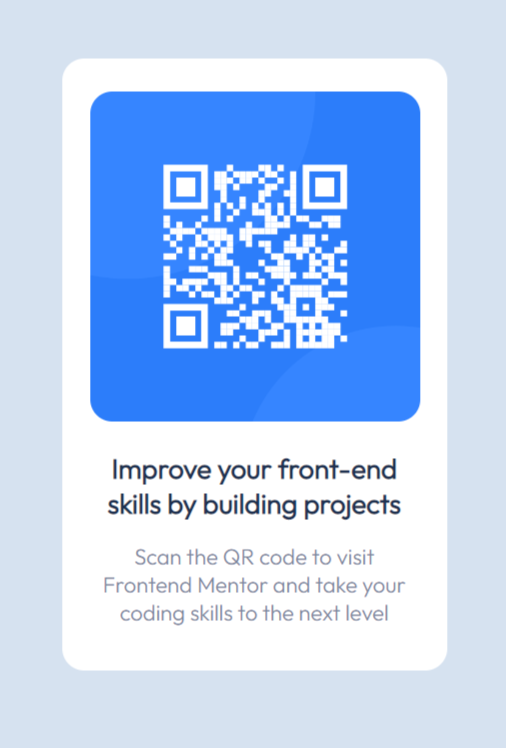 Improve your front-end
skills by building projects
Scan the QR code to visit
Frontend Mentor and take your
coding skills to the next level